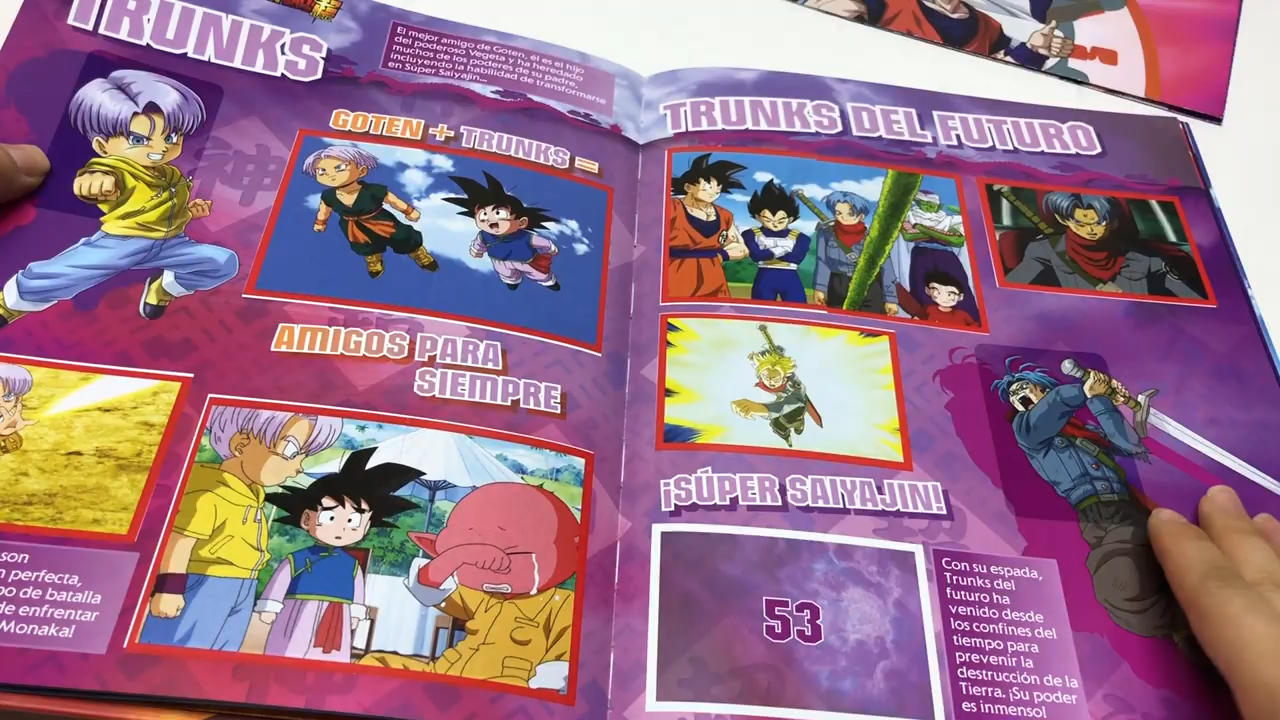 TRUNKS
El mejor amigo de Goten, él es el hijo
del poderoso Vegeta y ha heredado
muchos de los poderes de su padre,
incluyendo la habilidad de transformarse
en Súper Saiyajin...
GOTEN + TRUNKS =
神
AMIGOS PARA
SIEMPRE
son
n perfecta,
po de batalla
de enfrentar
Monaka!
TRUNKS DEL FUTURO
¡SÚPER SAIYAJIN!
53
Con su espada,
Trunks del
futuro ha
venido desde
los confines del
tiempo para
prevenir la
destrucción de la
Tierra. ¡Su poder
es inmenso!